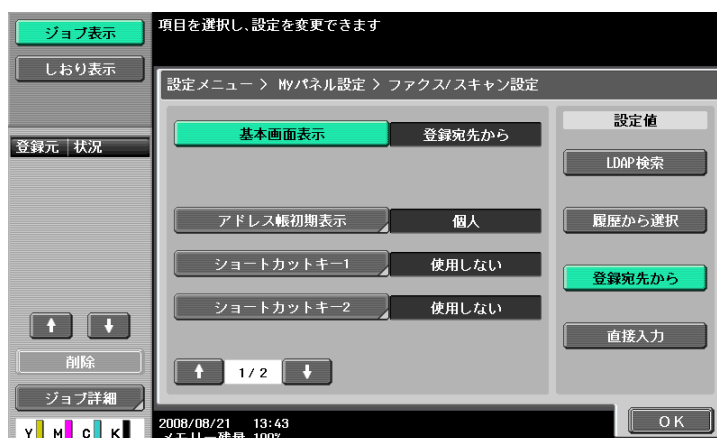 ジョブ表示
しおり表示
登録元 状況
削除
ジョブ詳細
Y M C K
項目を選択し、設定を変更できます
設定メニュー > Myパネル設定 > ファクス/スキャン設定
基本画面表示 登録宛先から
アドレス帳初期表示 個人
ショートカットキー1 使用しない
ショートカットキー2 使用しない
1/2
設定値
LDAP検索
履歴から選択
登録宛先から
直接入力
2008/08/21 13:43
メモリー残量 100%
OK